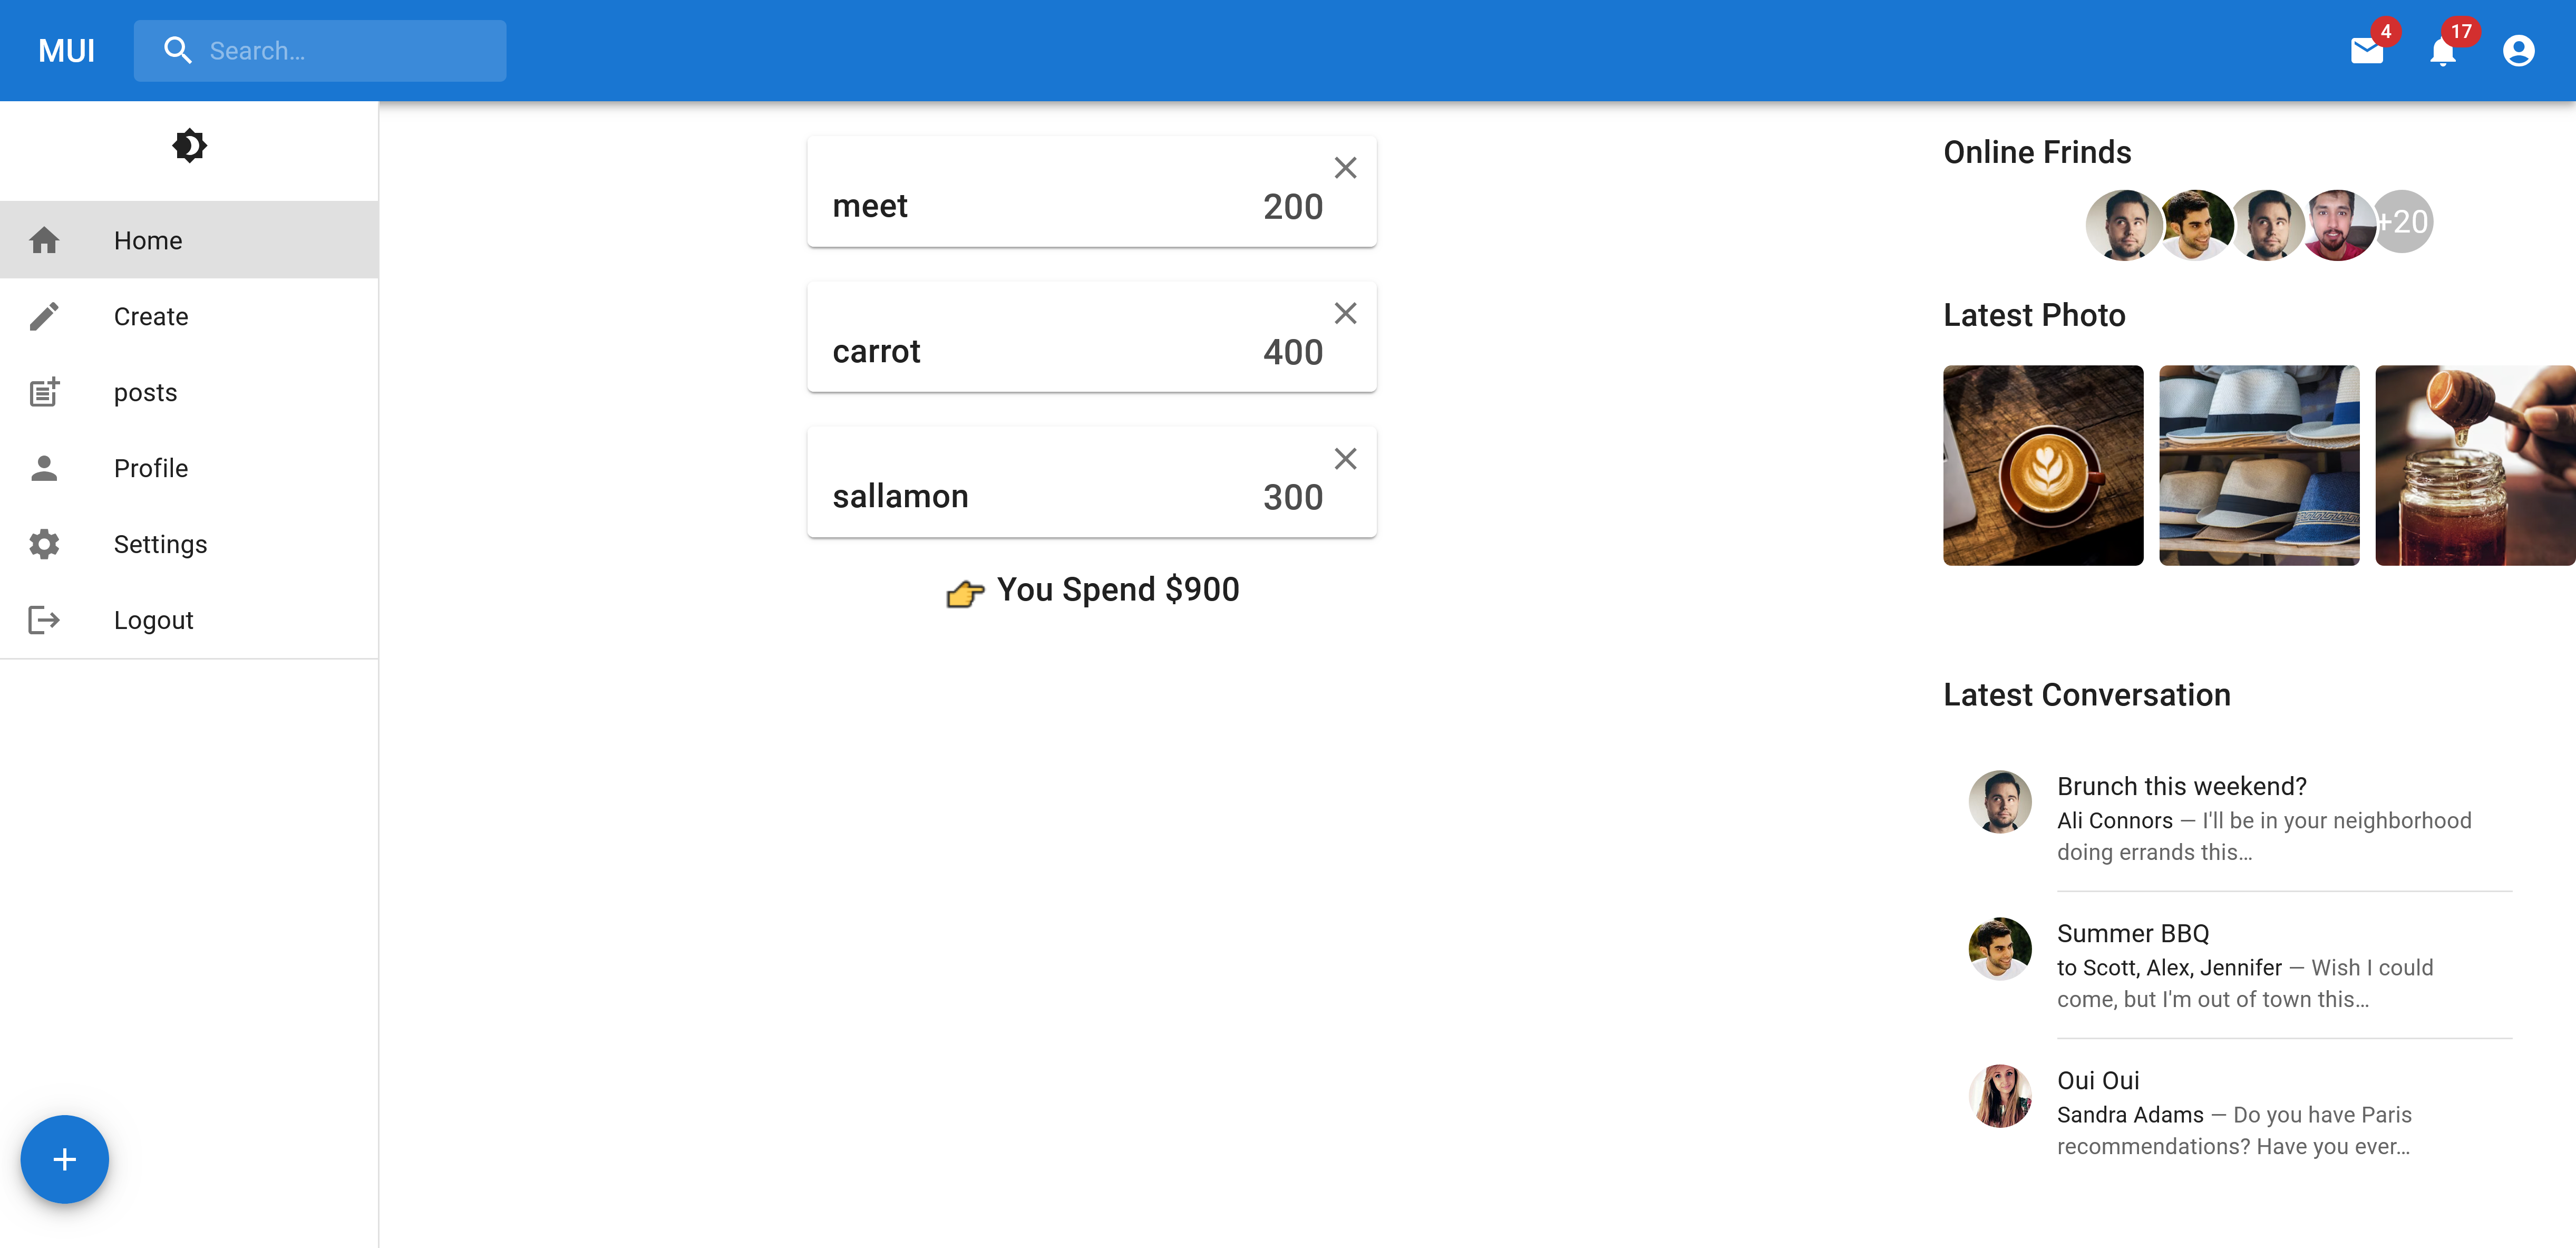 MUI
Search…
4
17
Home
Create
posts
Profile
Settings
Logout
meet
200
carrot
400
sallamon
300
👉 You Spend $900
Online Frinds
+20
Latest Photo
Latest Conversation
Brunch this weekend?
Ali Connors — I'll be in your neighborhood
doing errands this…
Summer BBQ
to Scott, Alex, Jennifer — Wish I could
come, but I'm out of town this…
Oui Oui
Sandra Adams — Do you have Paris
recommendations? Have you ever…